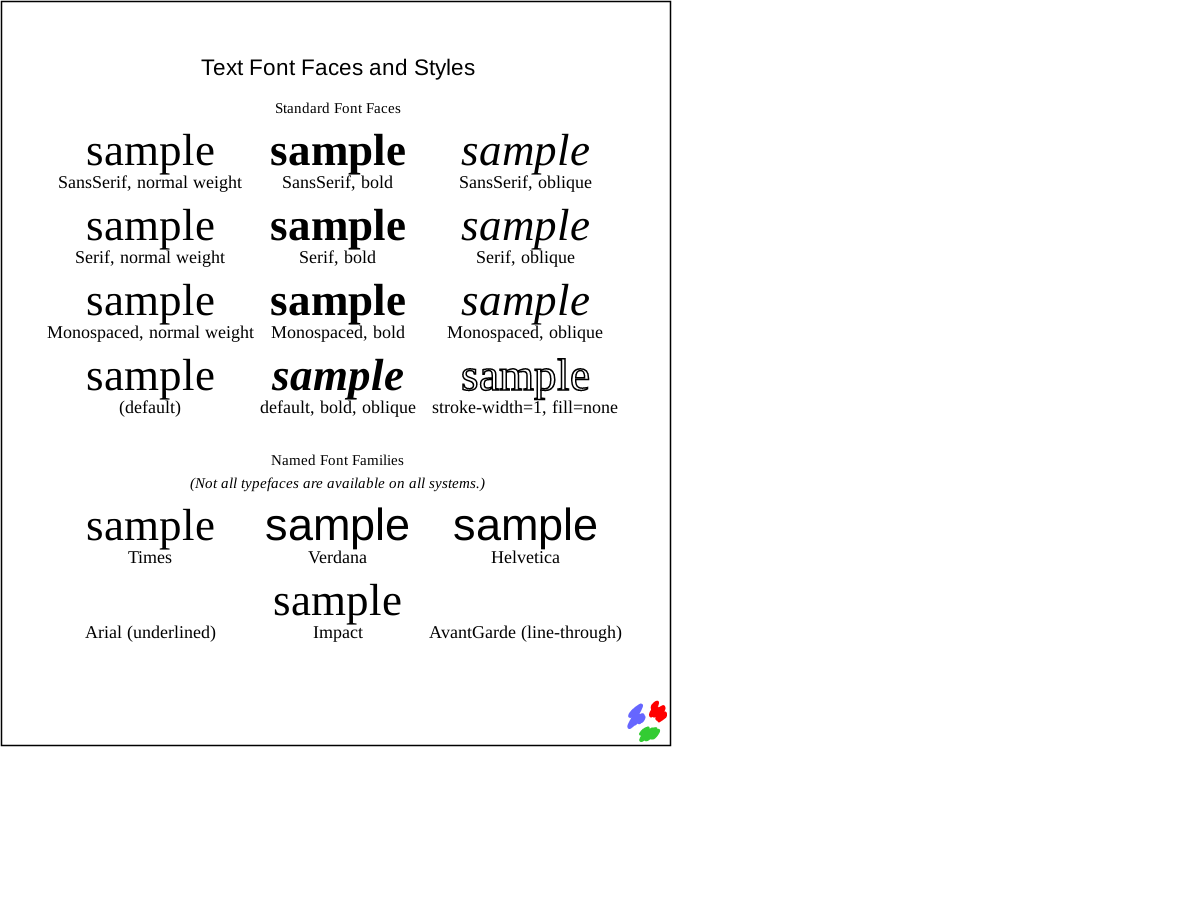 Text Font Faces and Styles
Standard Font Faces
sample sample sample
SansSerif, normal weight SansSerif, bold SansSerif, oblique
sample sample sample
Serif, normal weight Serif, bold Serif, oblique
sample sample sample
Monospaced, normal weight Monospaced, bold Monospaced, oblique
sample sample sample
(default) default, bold, oblique stroke-width=1, fill=none
Named Font Families
(Not all typefaces are available on all systems.)
sample sample sample
Times Verdana Helvetica
sample
Arial (underlined) Impact AvantGarde (line-through)